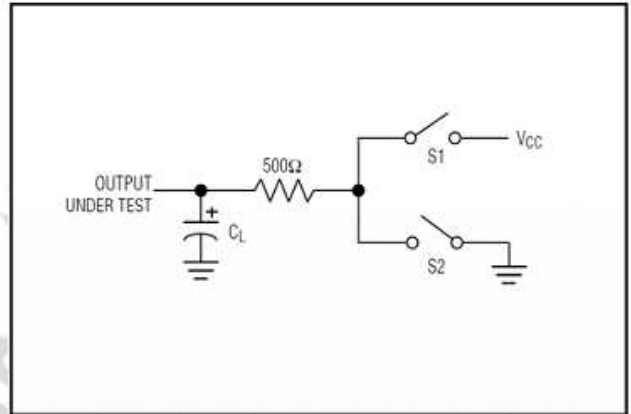 500Ω
S1
VCC
OUTPUT
UNDER TEST
+
CL
S2